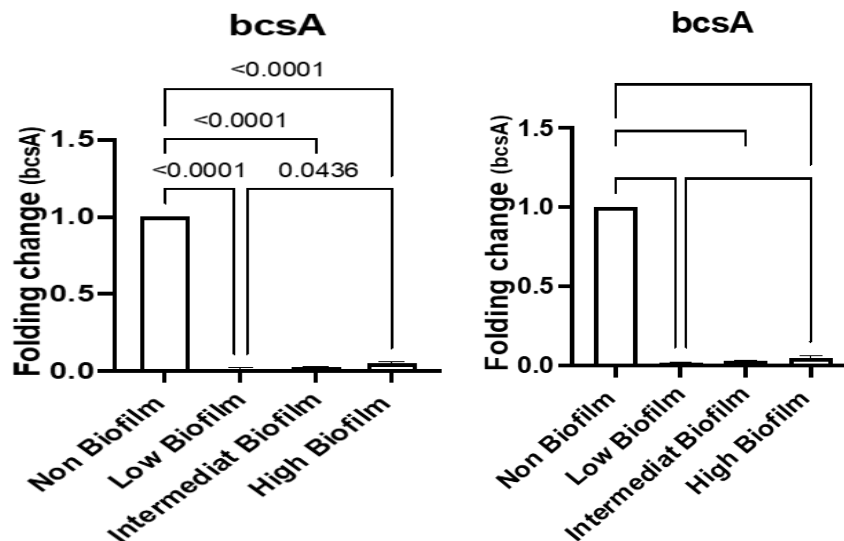 bcsA
<0.0001
<0.0001
<0.0001
0.0436
Folding change (bcsA)
1.5
1.0
0.5
0.0
Non Biofilm
Low Biofilm
Intermediat Biofilm
High Biofilm
bcsA
Folding change (bcsA)
1.5
1.0
0.5
0.0
Non Biofilm
Low Biofilm
Intermediat Biofilm
High Biofilm